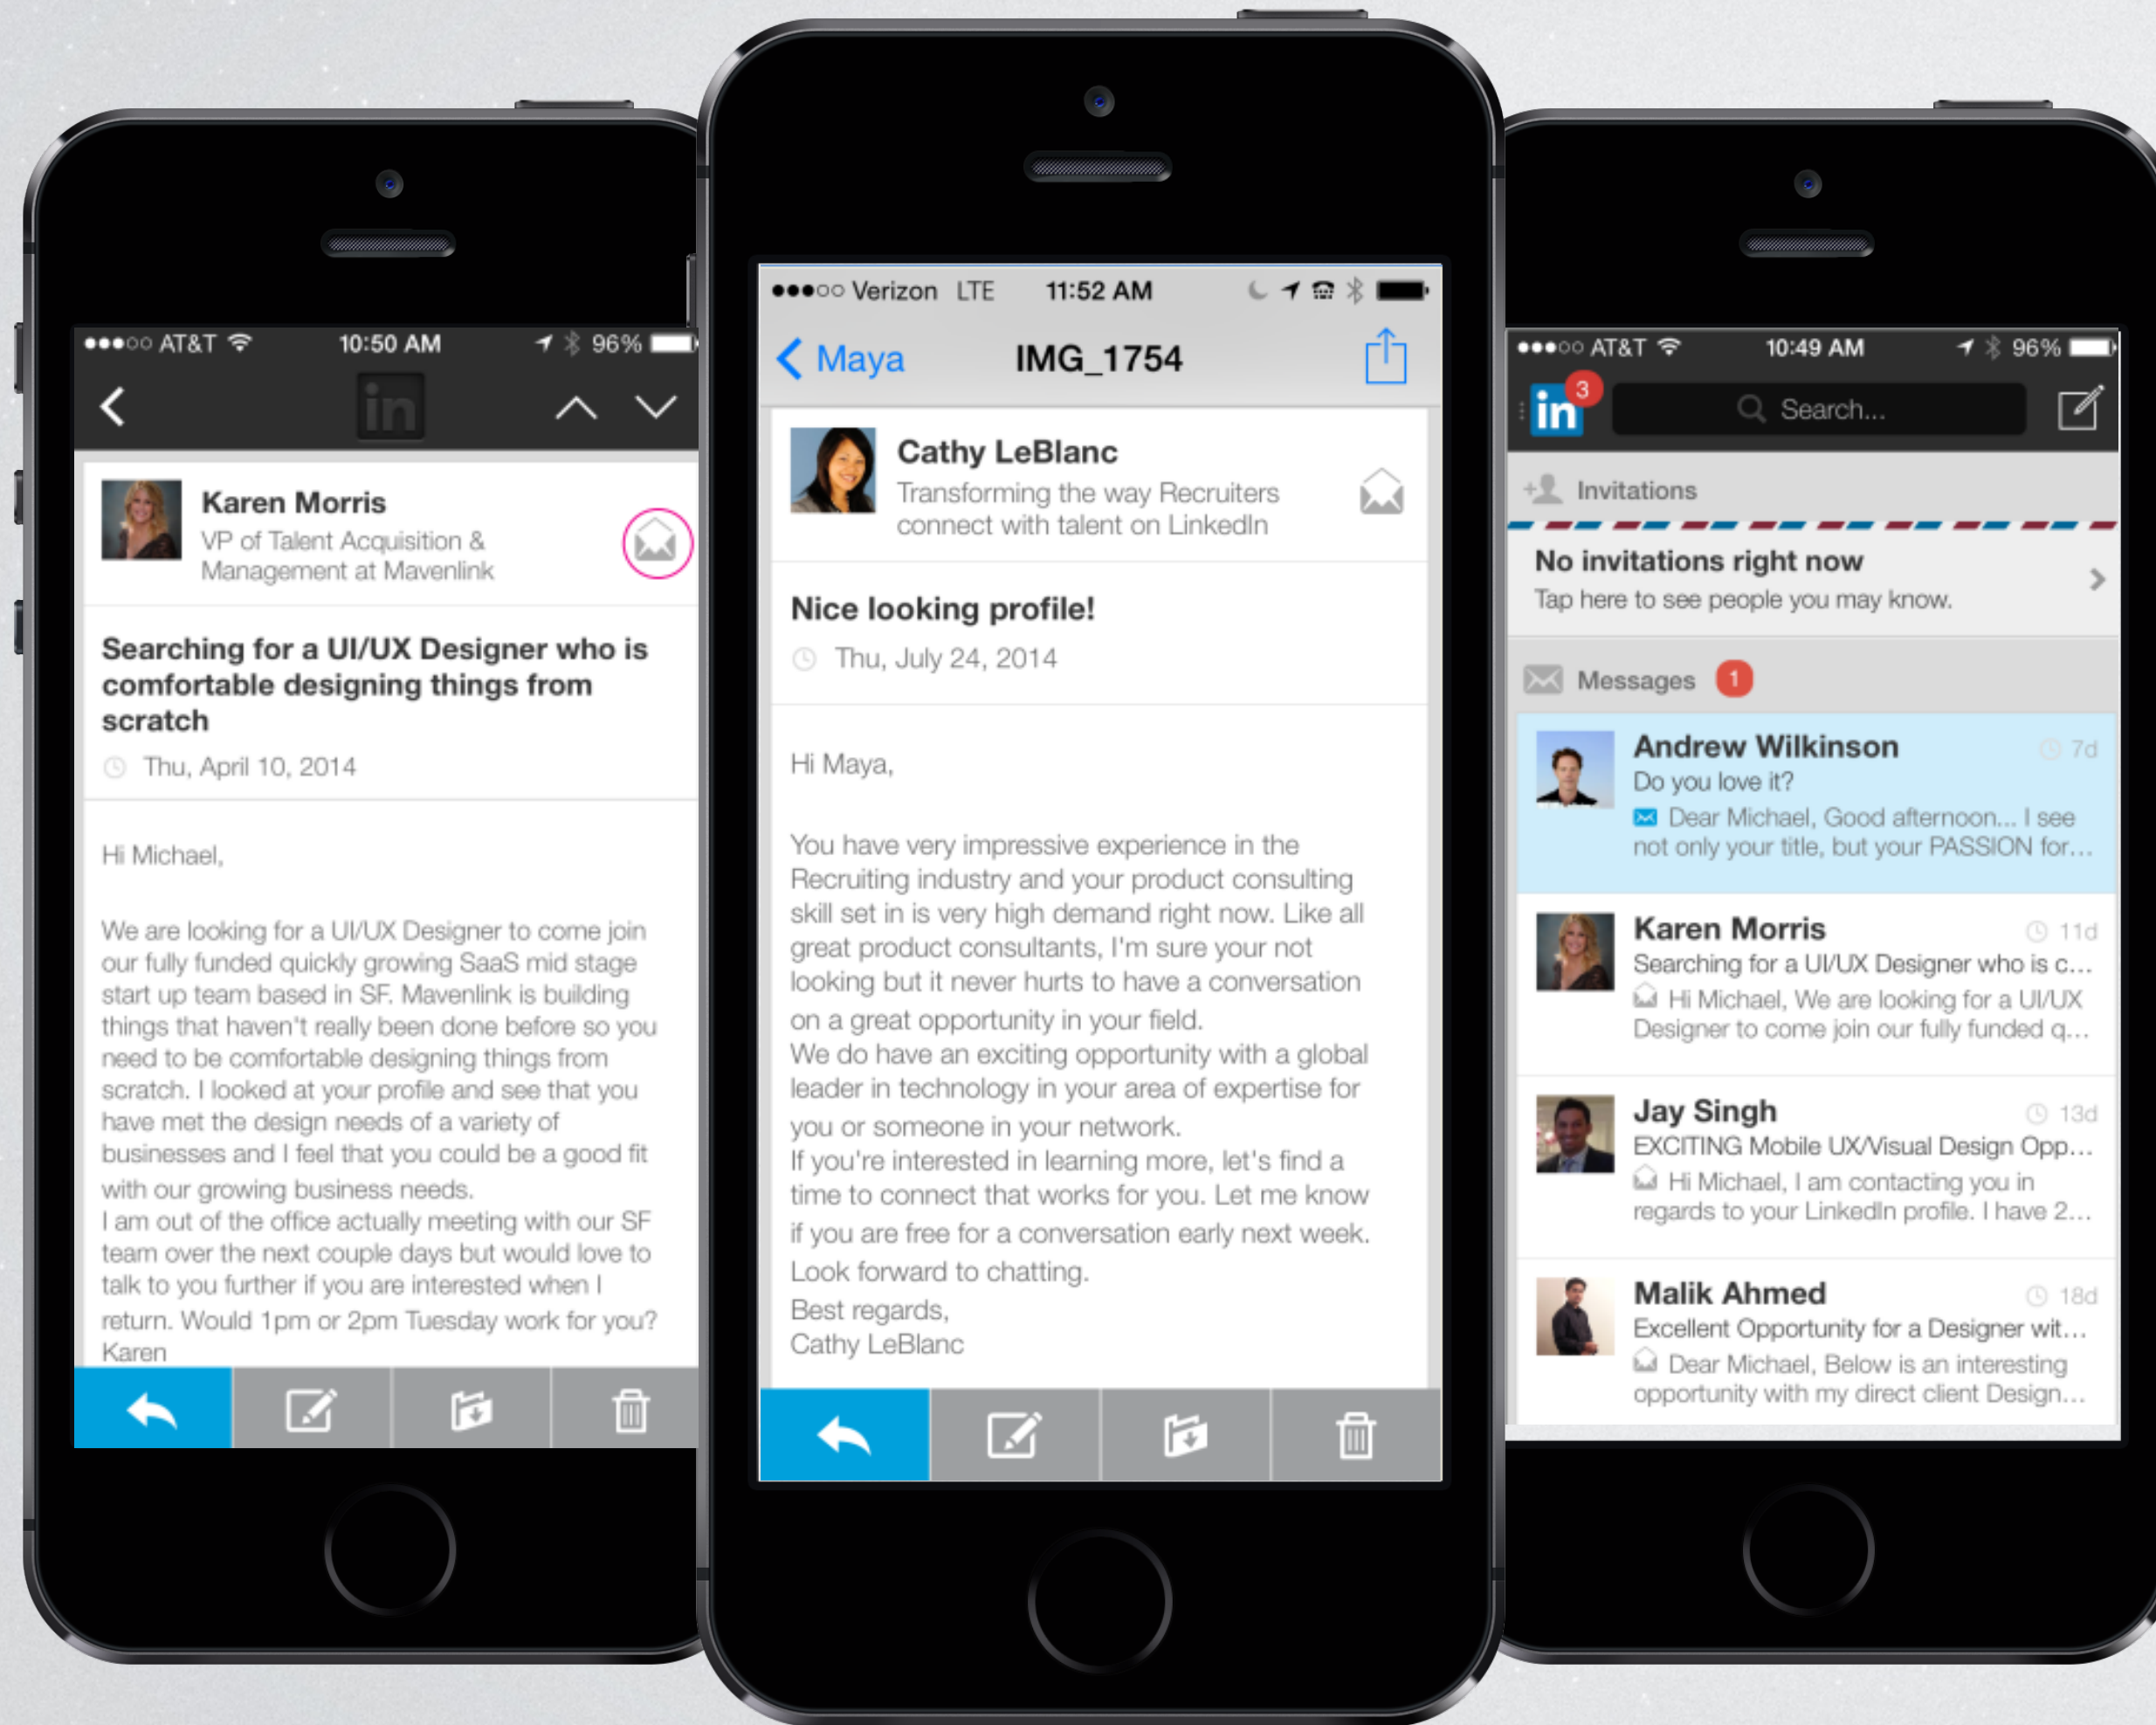 AT&T 10:50 AM 96%
in
Karen Morris
VP of Talent Acquisition &
Management at Mavenlink
Searching for a UI/UX Designer who is
comfortable designing things from
scratch
Thu, April 10, 2014
Hi Michael,
We are looking for a UI/UX Designer to come join
our fully funded quickly growing SaaS mid stage
start up team based in SF. Mavenlink is building
things that haven't really been done before so you
need to be comfortable designing things from
scratch. I looked at your profile and see that you
have met the design needs of a variety of
businesses and I feel that you could be a good fit
with our growing business needs.
I am out of the office actually meeting with our SF
team over the next couple days but would love to
talk to you further if you are interested when I
return. Would 1pm or 2pm Tuesday work for you?
Karen
Verizon LTE 11:52 AM
Maya IMG_1754
Cathy LeBlanc
Transforming the way Recruiters
connect with talent on LinkedIn
Nice looking profile!
Thu, July 24, 2014
Hi Maya,
You have very impressive experience in the
Recruiting industry and your product consulting
skill set in is very high demand right now. Like all
great product consultants, I'm sure your not
looking but it never hurts to have a conversation
on a great opportunity in your field.
We do have an exciting opportunity with a global
leader in technology in your area of expertise for
you or someone in your network.
If you're interested in learning more, let's find a
time to connect that works for you. Let me know
if you are free for a conversation early next week.
Look forward to chatting.
Best regards,
Cathy LeBlanc
AT&T 10:49 AM 96%
in 3 Search...
Invitations
No invitations right now
Tap here to see people you may know.
Messages 1
Andrew Wilkinson 7d
Do you love it?
Dear Michael, Good afternoon... I see
not only your title, but your PASSION for...
Karen Morris 11d
Searching for a UI/UX Designer who is c...
Hi Michael, We are looking for a UI/UX
Designer to come join our fully funded q...
Jay Singh 13d
EXCITING Mobile UX/Visual Design Opp...
Hi Michael, I am contacting you in
regards to your LinkedIn profile. I have 2...
Malik Ahmed 18d
Excellent Opportunity for a Designer wit...
Dear Michael, Below is an interesting
opportunity with my direct client Design...